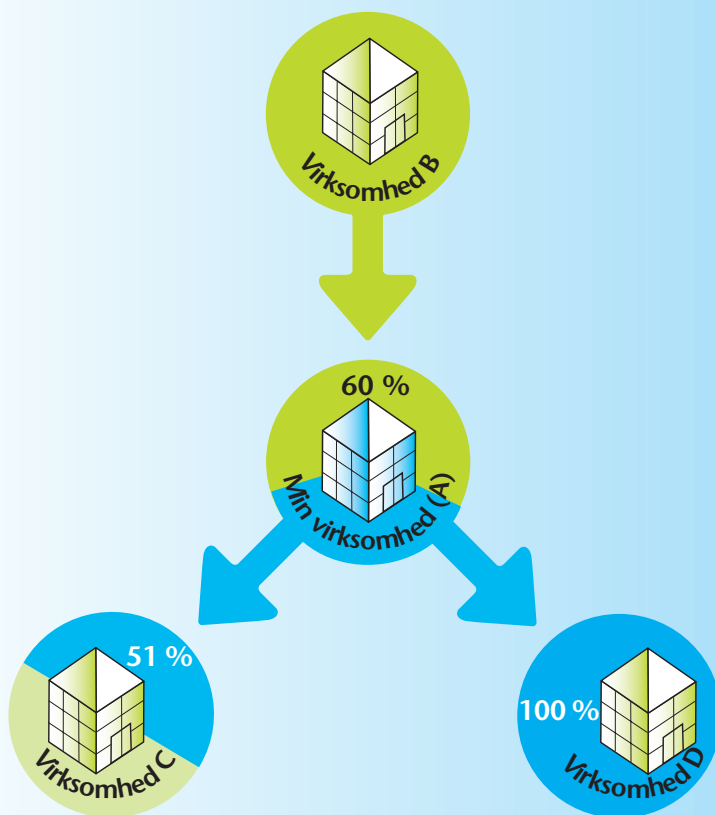 Virksomhed B
60 %
Min virksomhed (A)
51 %
Virksomhed C
100 %
Virksomhed D